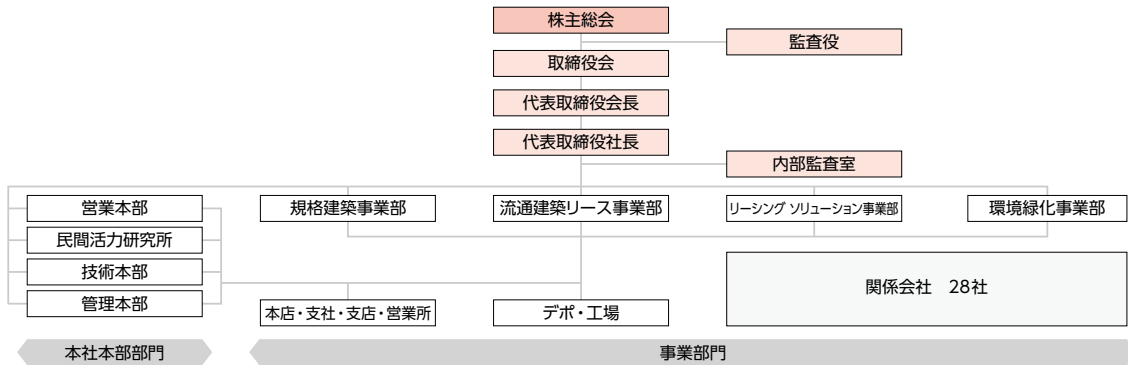 株主総会
監査役
取締役会
代表取締役会長
代表取締役社長
内部監査室
営業本部
規格建築事業部
流通建築リース事業部
リーシング ソリューション事業部
環境緑化事業部
民間活力研究所
技術本部
管理本部
関係会社 28社
本店・支社・支店・営業所
デポ・工場
本社本部部門
事業部門